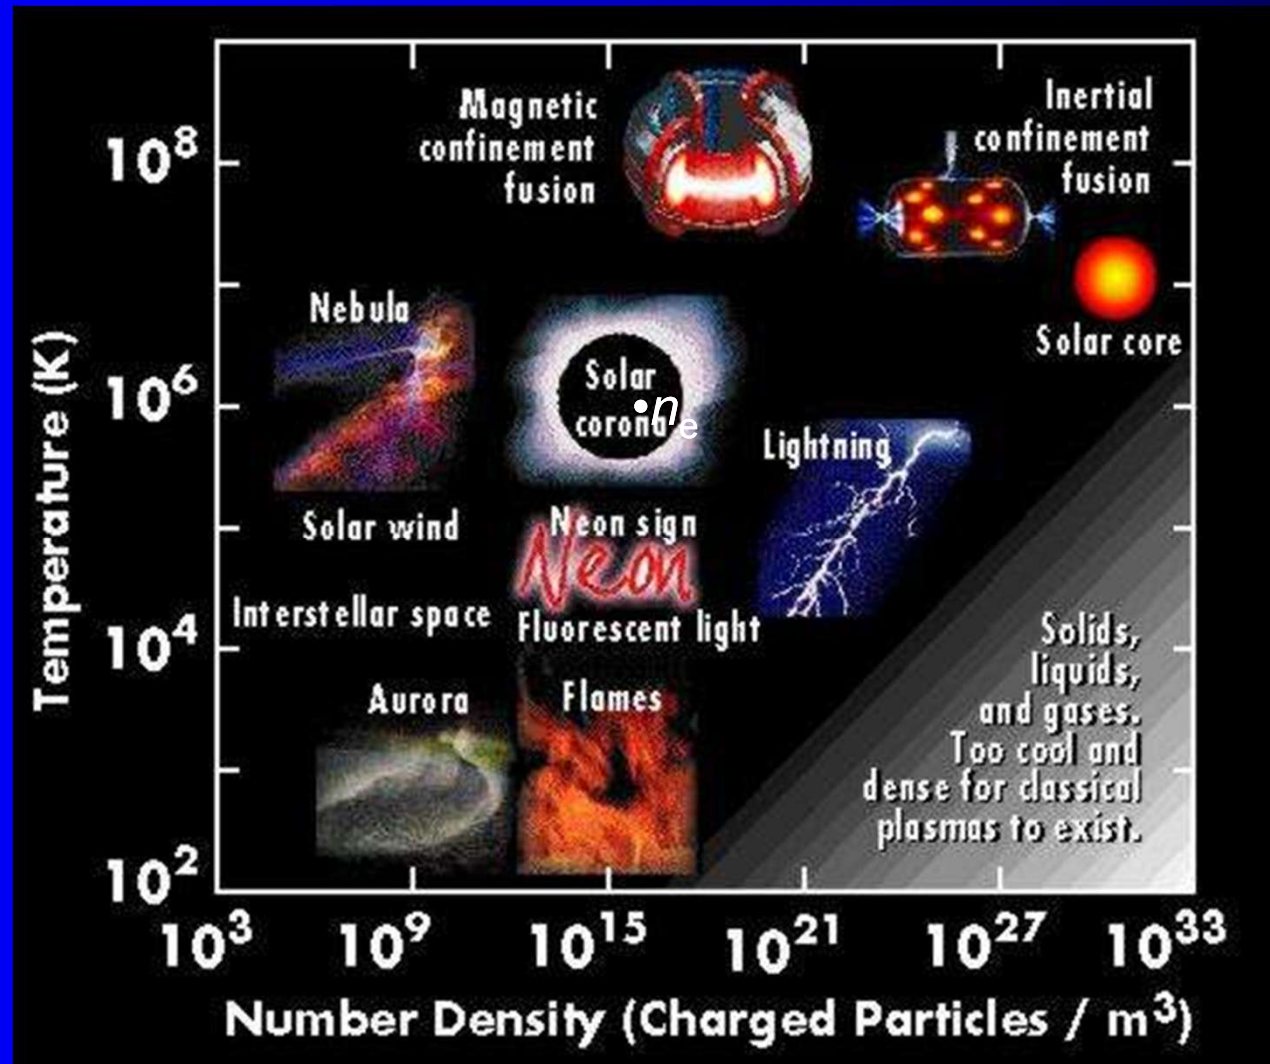 Magnetic
confinement
fusion
Inertial
confinement
fusion
Solar core
Nebula
Solar
corona
•nₑ
Lightning
Solar wind
Neon sign
Neon
Interstellar space
Fluorescent light
Aurora
Flames
Solids,
liquids,
and gases.
Too cool and
dense for classical
plasmas to exist.
Temperature (K)
10⁸
10⁶
10⁴
10²
10³ 10⁹ 10¹⁵ 10²¹ 10²⁷ 10³³
Number Density (Charged Particles / m³)